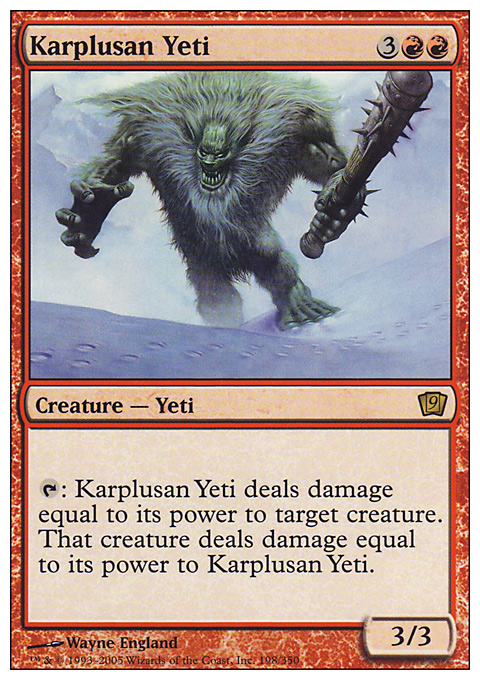 Karplusan Yeti 3
Creature — Yeti 9
: Karplusan Yeti deals damage
equal to its power to target creature.
That creature deals damage equal
to its power to Karplusan Yeti.
Wayne England
3/3
™ & © 1993–2005 Wizards of the Coast, Inc. 198/350